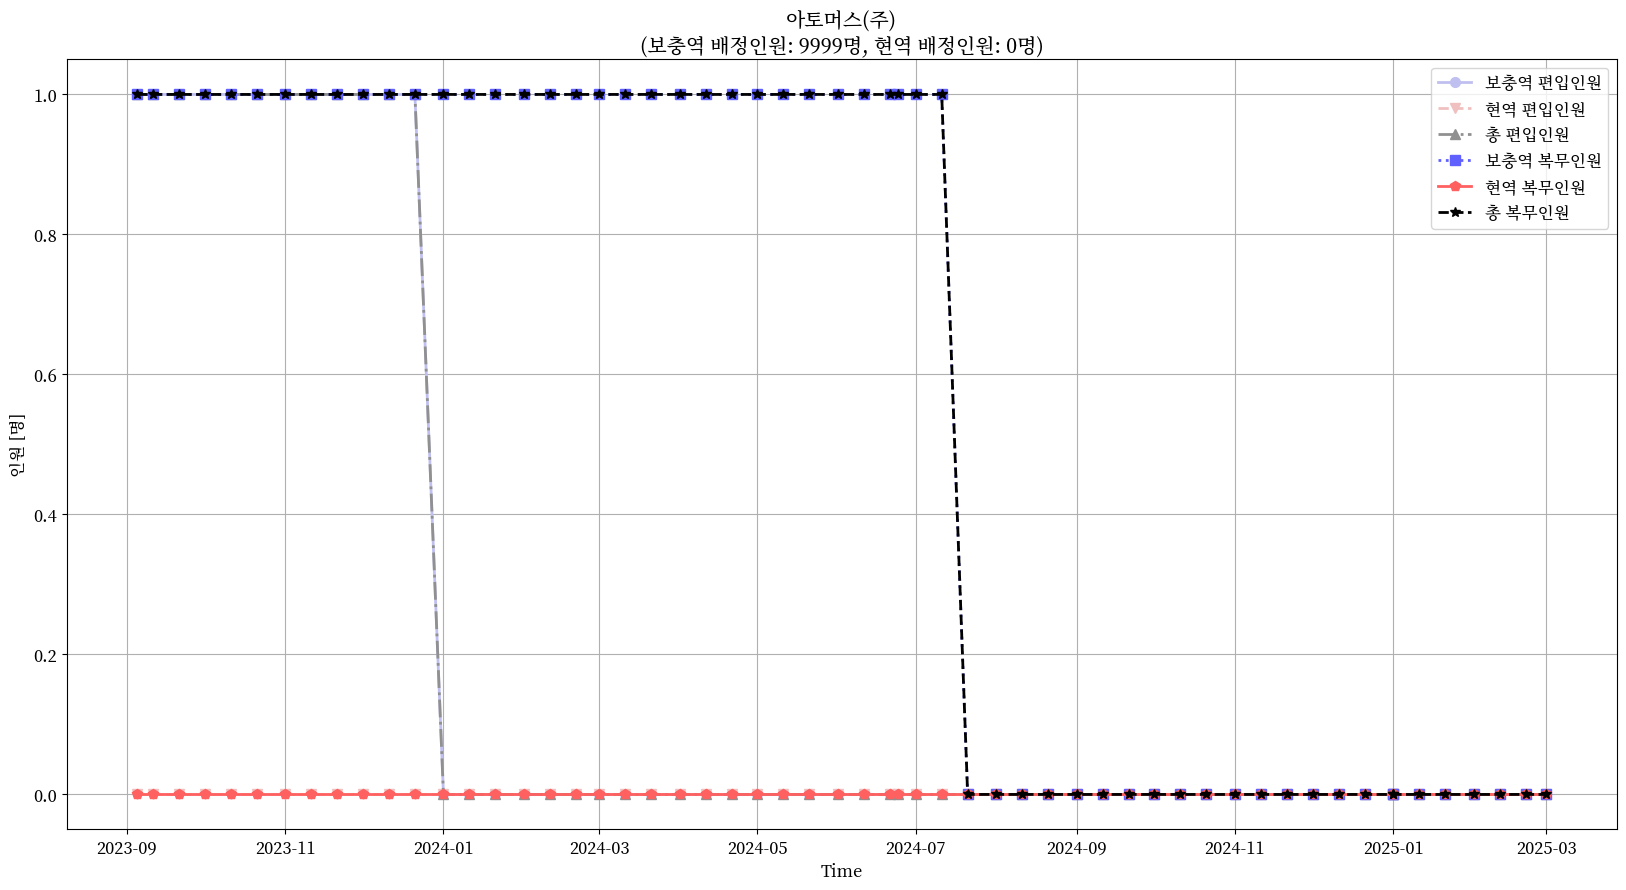 아토머스(주)
(보충역 배정인원: 9999명, 현역 배정인원: 0명)
보충역 편입인원
현역 편입인원
총 편입인원
보충역 복무인원
현역 복무인원
총 복무인원
인원 [명]
1.0
0.8
0.6
0.4
0.2
0.0
2023-09 2023-11 2024-01 2024-03 2024-05 2024-07 2024-09 2024-11 2025-01 2025-03
Time